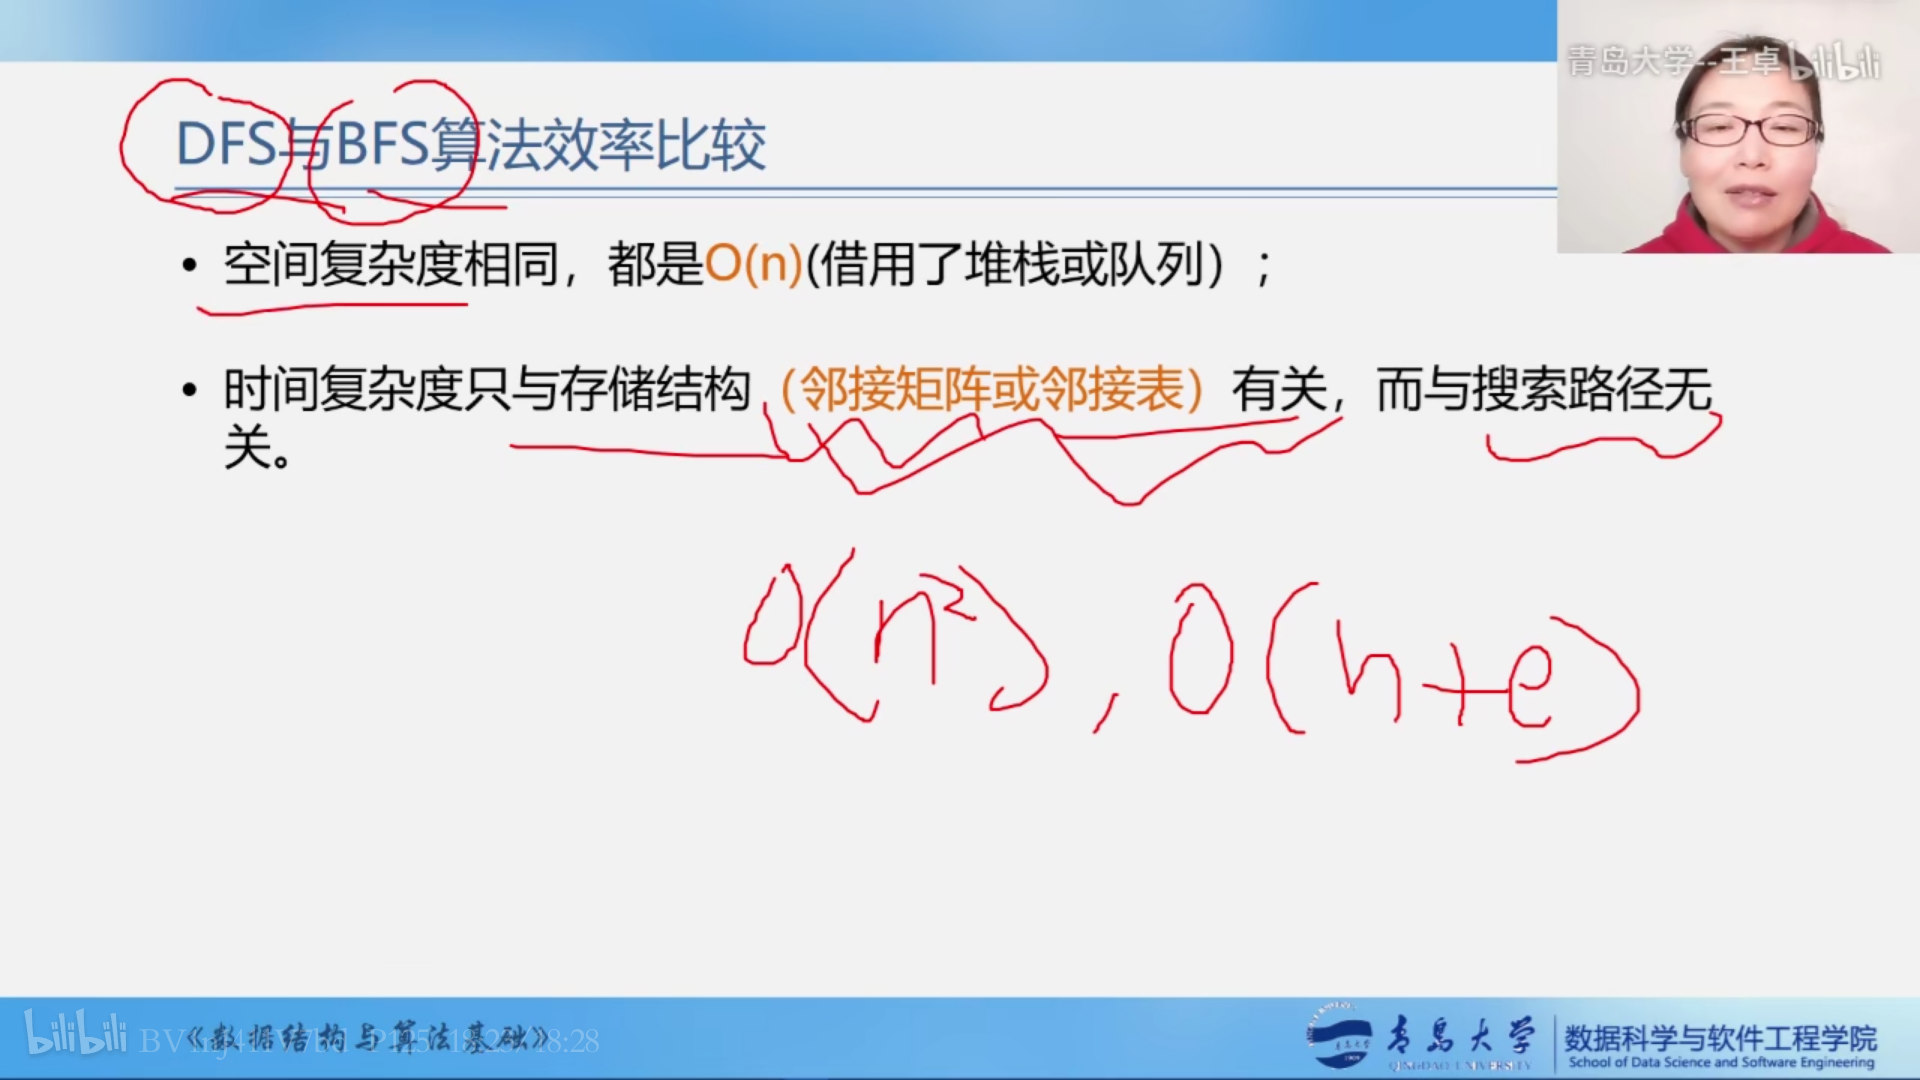 青岛大学--王卓 bilibili
DFS与BFS算法效率比较
• 空间复杂度相同，都是O(n)(借用了堆栈或队列）；
• 时间复杂度只与存储结构（邻接矩阵或邻接表）有关，而与搜索路径无
关。
O(n²), O(n+e)
bilibili
《数据结构与算法基础》
青岛大学
QINGDAO UNIVERSITY
数据科学与软件工程学院
School of Data Science and Software Engineering